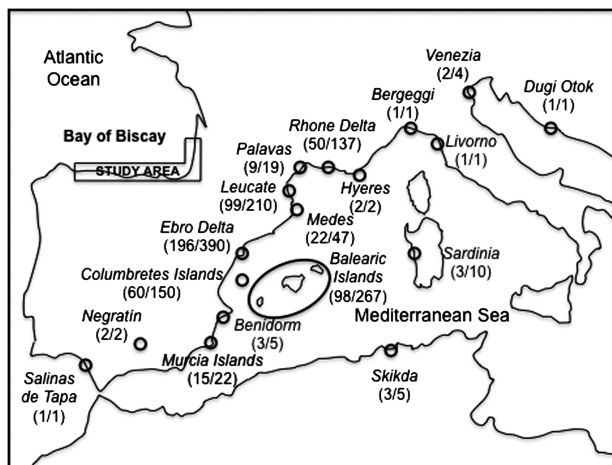 Atlantic
Ocean
Bay of Biscay
STUDY AREA
Venezia
(2/4)
Dugi Otok
(1/1)
Bergeggi
(1/1)
Livorno
(1/1)
Rhone Delta
(50/137)
Palavas
(9/19)
Hyeres
(2/2)
Leucate
(99/210)
Medes
(22/47)
Ebro Delta
(196/390)
Columbretes Islands
(60/150)
Balearic
Islands
(98/267)
Sardinia
(3/10)
Mediterranean Sea
Negratin
(2/2)
Benidorm
(3/5)
Murcia Islands
(15/22)
Salinas
de Tapa
(1/1)
Skikda
(3/5)